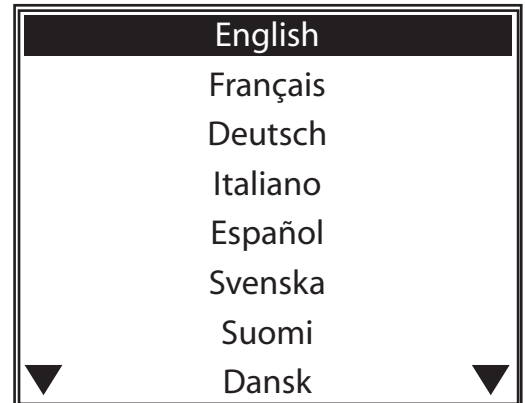 English
Français
Deutsch
Italiano
Español
Svenska
Suomi
Dansk